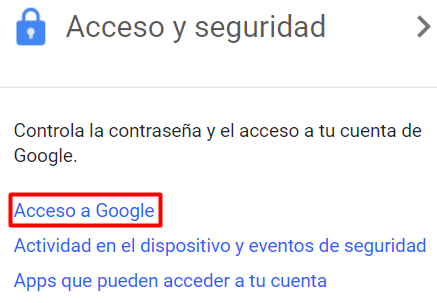 Acceso y seguridad
Controla la contraseña y el acceso a tu cuenta de
Google.
Acceso a Google
Actividad en el dispositivo y eventos de seguridad
Apps que pueden acceder a tu cuenta